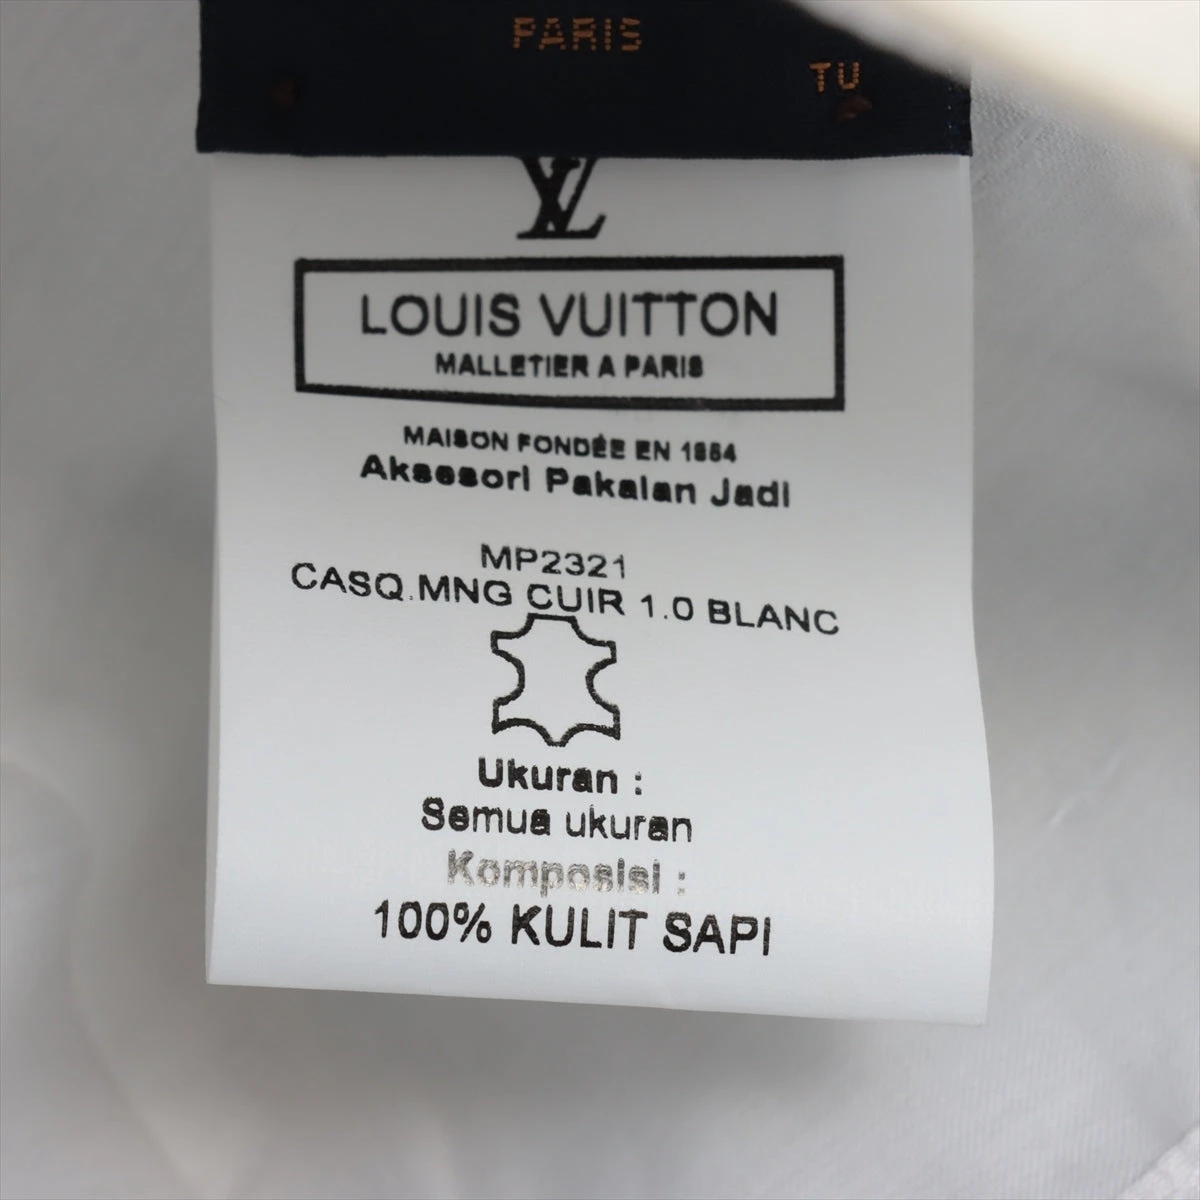 PARIS
TU
LV
LOUIS VUITTON
MALLETIER A PARIS
MAISON FONDÉE EN 1854
Aksesori Pakaian Jadi
MP2321
CASQ.MNG CUIR 1.0 BLANC
Ukuran :
Semua ukuran
Komposisi :
100% KULIT SAPI